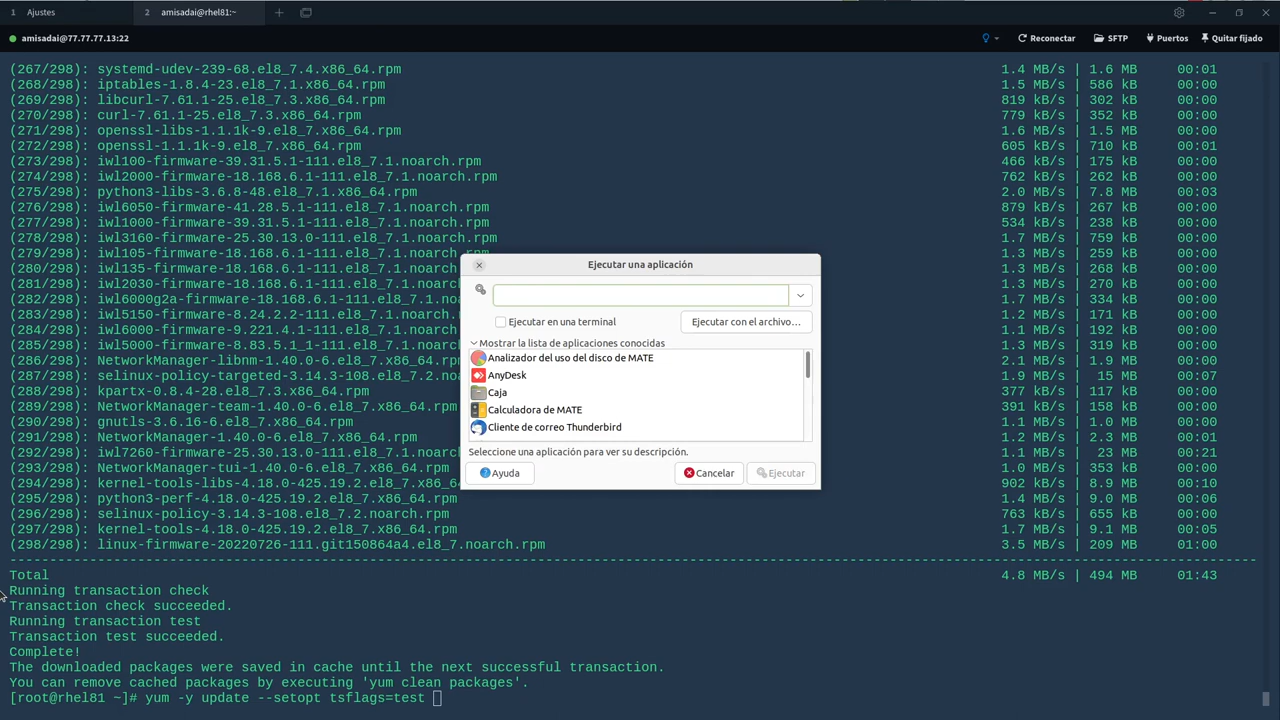 1 Ajustes 2 amisadai@rhel81:~
amisadai@77.77.77.13:22 Reconectar SFTP Puertos Quitar fijado
(267/298): systemd-udev-239-68.el8_7.4.x86_64.rpm 1.4 MB/s | 1.6 MB 00:01
(268/298): iptables-1.8.4-23.el8_7.1.x86_64.rpm 1.5 MB/s | 586 kB 00:00
(269/298): libcurl-7.61.1-25.el8_7.3.x86_64.rpm 819 kB/s | 302 kB 00:00
(270/298): curl-7.61.1-25.el8_7.3.x86_64.rpm 779 kB/s | 352 kB 00:00
(271/298): openssl-libs-1.1.1k-9.el8_7.x86_64.rpm 1.6 MB/s | 1.5 MB 00:00
(272/298): openssl-1.1.1k-9.el8_7.x86_64.rpm 605 kB/s | 710 kB 00:01
(273/298): iwl100-firmware-39.31.5.1-111.el8_7.1.noarch.rpm 466 kB/s | 175 kB 00:00
(274/298): iwl2000-firmware-18.168.6.1-111.el8_7.1.noarch.rpm 762 kB/s | 262 kB 00:00
(275/298): python3-libs-3.6.8-48.el8_7.1.x86_64.rpm 2.0 MB/s | 7.8 MB 00:03
(276/298): iwl6050-firmware-41.28.5.1-111.el8_7.1.noarch.rpm 879 kB/s | 267 kB 00:00
(277/298): iwl1000-firmware-39.31.5.1-111.el8_7.1.noarch.rpm 534 kB/s | 238 kB 00:00
(278/298): iwl3160-firmware-25.30.13.0-111.el8_7.1.noarch.rpm 1.7 MB/s | 759 kB 00:00
(279/298): iwl105-firmware-18.168.6.1-111.el8_7.1.noarch.rpm 1.3 MB/s | 255 kB 00:00
(280/298): iwl135-firmware-18.168.6.1-111.el8_7.1. 1.3 MB/s | 268 kB 00:00
(281/298): iwl2030-firmware-18.168.6.1-111.el8_7.1 1.3 MB/s | 270 kB 00:00
(282/298): iwl6000g2a-firmware-18.168.6.1-111.el8_7 1.7 MB/s | 334 kB 00:00
(283/298): iwl5150-firmware-8.24.2.2-111.el8_7.1.no 1.2 MB/s | 171 kB 00:00
(284/298): iwl6000-firmware-9.221.4.1-111.el8_7.1.n 1.1 MB/s | 192 kB 00:00
(285/298): iwl5000-firmware-8.83.5.1_1-111.el8_7.1. 1.3 MB/s | 319 kB 00:00
(286/298): NetworkManager-libnm-1.40.0-6.el8_7.x86_ 2.1 MB/s | 1.9 MB 00:00
(287/298): selinux-policy-targeted-3.14.3-108.el8_7.2.no 1.9 MB/s | 15 MB 00:07
(288/298): kpartx-0.8.4-28.el8_7.3.x86_64.rpm 377 kB/s | 117 kB 00:00
(289/298): NetworkManager-team-1.40.0-6.el8_7.x86_64.rpm 391 kB/s | 158 kB 00:00
(290/298): gnutls-3.6.16-6.el8_7.x86_64.rpm 1.1 MB/s | 1.0 MB 00:00
(291/298): NetworkManager-1.40.0-6.el8_7.x86_64.rpm 1.2 MB/s | 2.3 MB 00:01
(292/298): iwl7260-firmware-25.30.13.0-111.el8_7.1. 1.1 MB/s | 23 MB 00:21
(293/298): NetworkManager-tui-1.40.0-6.el8_7.x86_64.rpm 1.0 MB/s | 353 kB 00:00
(294/298): kernel-tools-libs-4.18.0-425.19.2.el8_7. 902 kB/s | 8.9 MB 00:10
(295/298): python3-perf-4.18.0-425.19.2.el8_7.x86_64.rpm 1.4 MB/s | 9.0 MB 00:06
(296/298): selinux-policy-3.14.3-108.el8_7.2.noarch.rpm 763 kB/s | 655 kB 00:00
(297/298): kernel-tools-4.18.0-425.19.2.el8_7.x86_64.rpm 1.7 MB/s | 9.1 MB 00:05
(298/298): linux-firmware-20220726-111.git150864a4.el8_7.noarch.rpm 3.5 MB/s | 209 MB 01:00
Total 4.8 MB/s | 494 MB 01:43
Running transaction check
Transaction check succeeded.
Running transaction test
Transaction test succeeded.
Complete!
The downloaded packages were saved in cache until the next successful transaction.
You can remove cached packages by executing 'yum clean packages'.
[root@rhel81 ~]# yum -y update --setopt tsflags=test
Ejecutar una aplicación
Ejecutar en una terminal Ejecutar con el archivo...
Mostrar la lista de aplicaciones conocidas
Analizador del uso del disco de MATE
AnyDesk
Caja
Calculadora de MATE
Cliente de correo Thunderbird
Seleccione una aplicación para ver su descripción.
Ayuda Cancelar Ejecutar